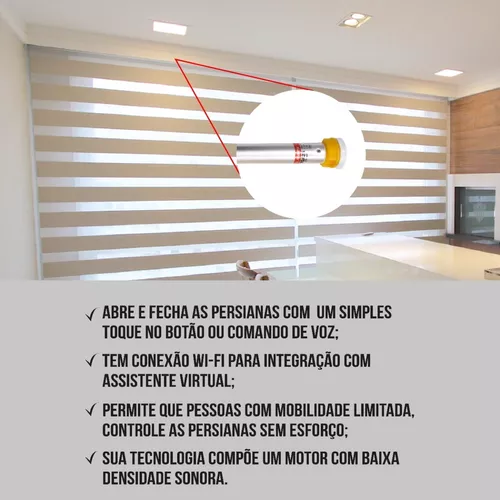 ABRE E FECHA AS PERSIANAS COM UM SIMPLES
TOQUE NO BOTÃO OU COMANDO DE VOZ;
TEM CONEXÃO WI-FI PARA INTEGRAÇÃO COM
ASSISTENTE VIRTUAL;
PERMITE QUE PESSOAS COM MOBILIDADE LIMITADA,
CONTROLE AS PERSIANAS SEM ESFORÇO;
SUA TECNOLOGIA COMPÕE UM MOTOR COM BAIXA
DENSIDADE SONORA.